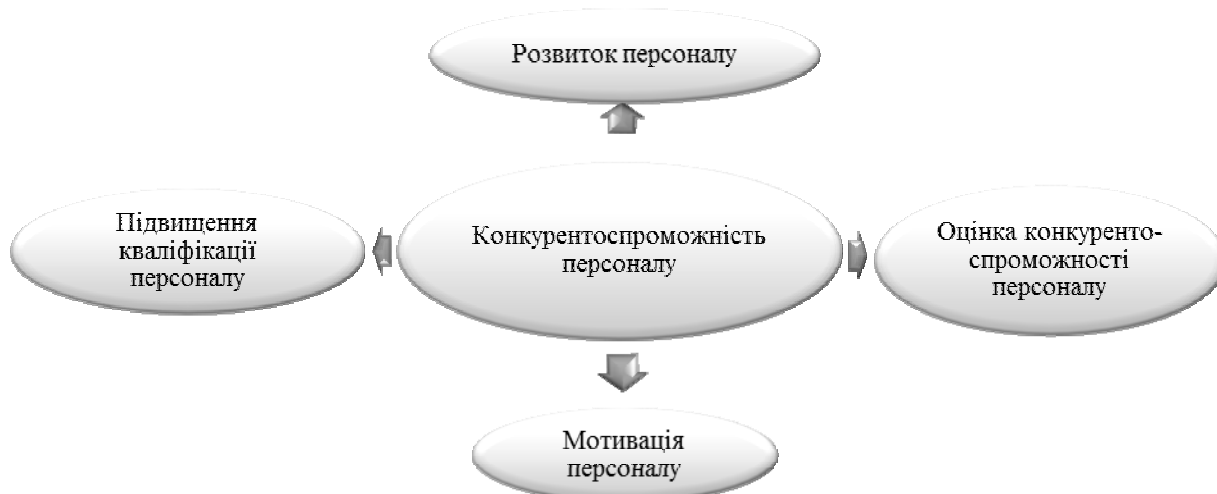 Розвиток персоналу
Підвищення
кваліфікації
персоналу
Конкурентоспроможність
персоналу
Оцінка конкуренто-
спроможності
персоналу
Мотивація
персоналу